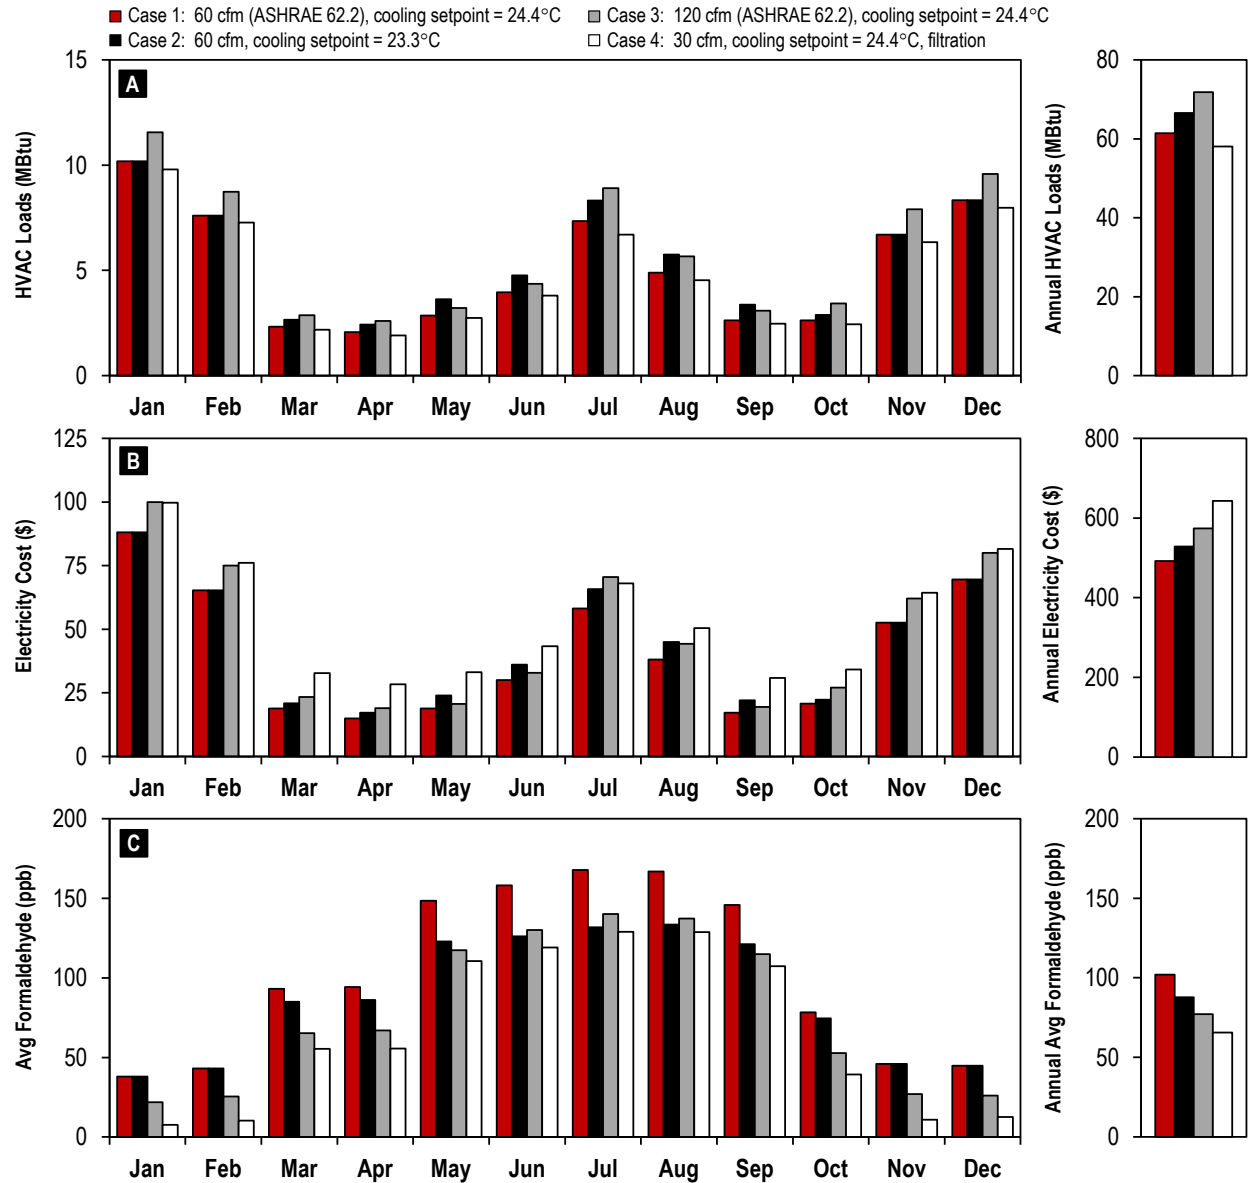 Case 1: 60 cfm (ASHRAE 62.2), cooling setpoint = 24.4°C
Case 3: 120 cfm (ASHRAE 62.2), cooling setpoint = 24.4°C
Case 2: 60 cfm, cooling setpoint = 23.3°C
Case 4: 30 cfm, cooling setpoint = 24.4°C, filtration
A
HVAC Loads (MBtu)
15
10
5
0
Jan Feb Mar Apr May Jun Jul Aug Sep Oct Nov Dec
Annual HVAC Loads (MBtu)
80
60
40
20
0
B
Electricity Cost ($)
125
100
75
50
25
0
Jan Feb Mar Apr May Jun Jul Aug Sep Oct Nov Dec
Annual Electricity Cost ($)
800
600
400
200
0
C
Avg Formaldehyde (ppb)
200
150
100
50
0
Jan Feb Mar Apr May Jun Jul Aug Sep Oct Nov Dec
Annual Avg Formaldehyde (ppb)
200
150
100
50
0